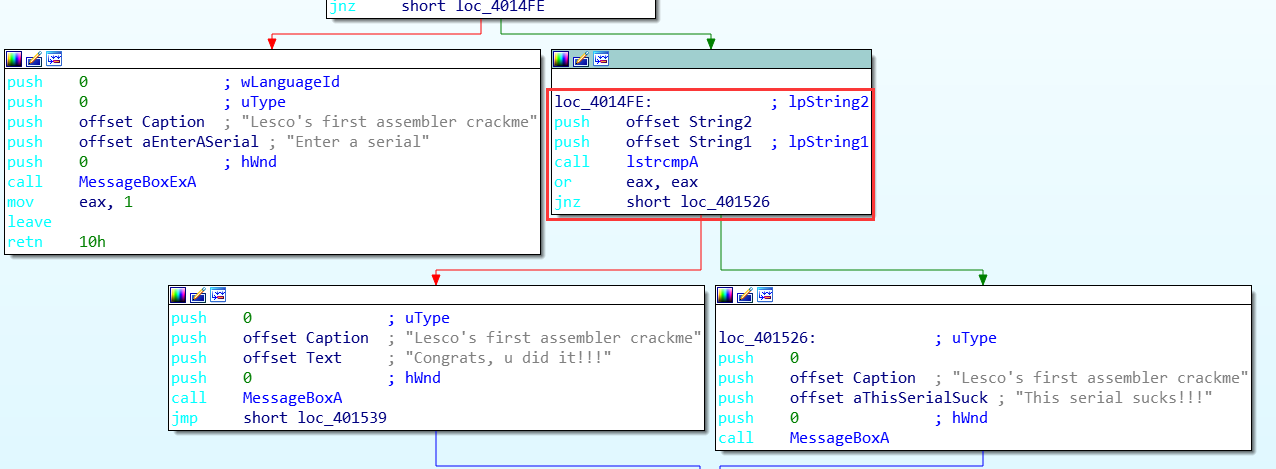 jnz short loc_4014FE
push 0 ; wLanguageId
push 0 ; uType
push offset Caption ; "Lesco's first assembler crackme"
push offset aEnterASerial ; "Enter a serial"
push 0 ; hWnd
call MessageBoxExA
mov eax, 1
leave
retn 10h
loc_4014FE: ; lpString2
push offset String2
push offset String1 ; lpString1
call lstrcmpA
or eax, eax
jnz short loc_401526
push 0 ; uType
push offset Caption ; "Lesco's first assembler crackme"
push offset Text ; "Congrats, u did it!!!"
push 0 ; hWnd
call MessageBoxA
jmp short loc_401539
loc_401526: ; uType
push 0
push offset Caption ; "Lesco's first assembler crackme"
push offset aThisSerialSuck ; "This serial sucks!!!"
push 0 ; hWnd
call MessageBoxA